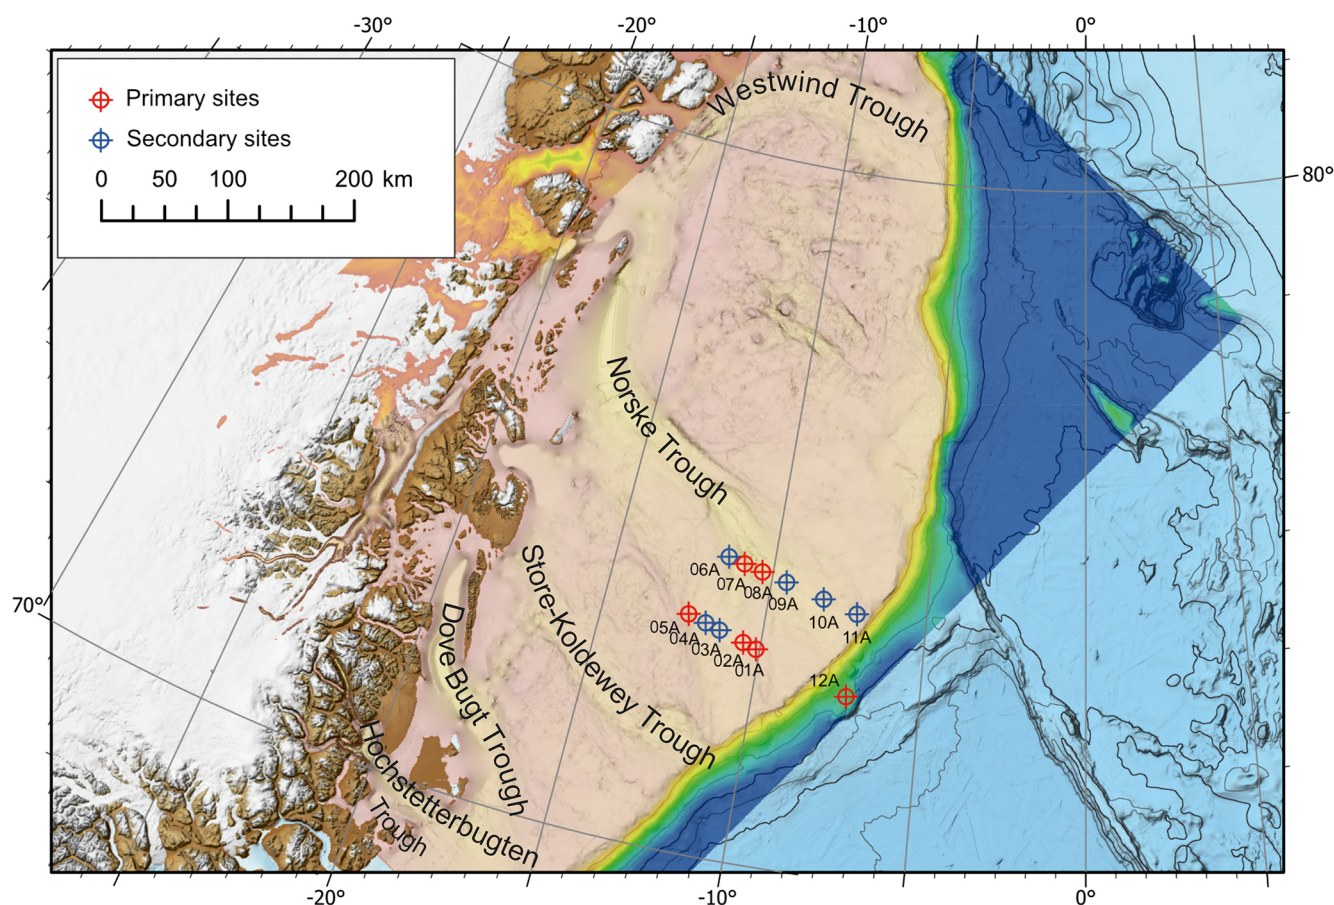 -30°
-20°
-10°
0°
Primary sites
Secondary sites
0 50 100 200 km
Westwind Trough
80°
Norske Trough
06A
07A
08A
09A
10A
11A
05A
04A
03A
02A
01A
12A
70°
Store-Koldewey Trough
Dove Bugt Trough
Hochstetterbugten
Trough
-20°
-10°
0°